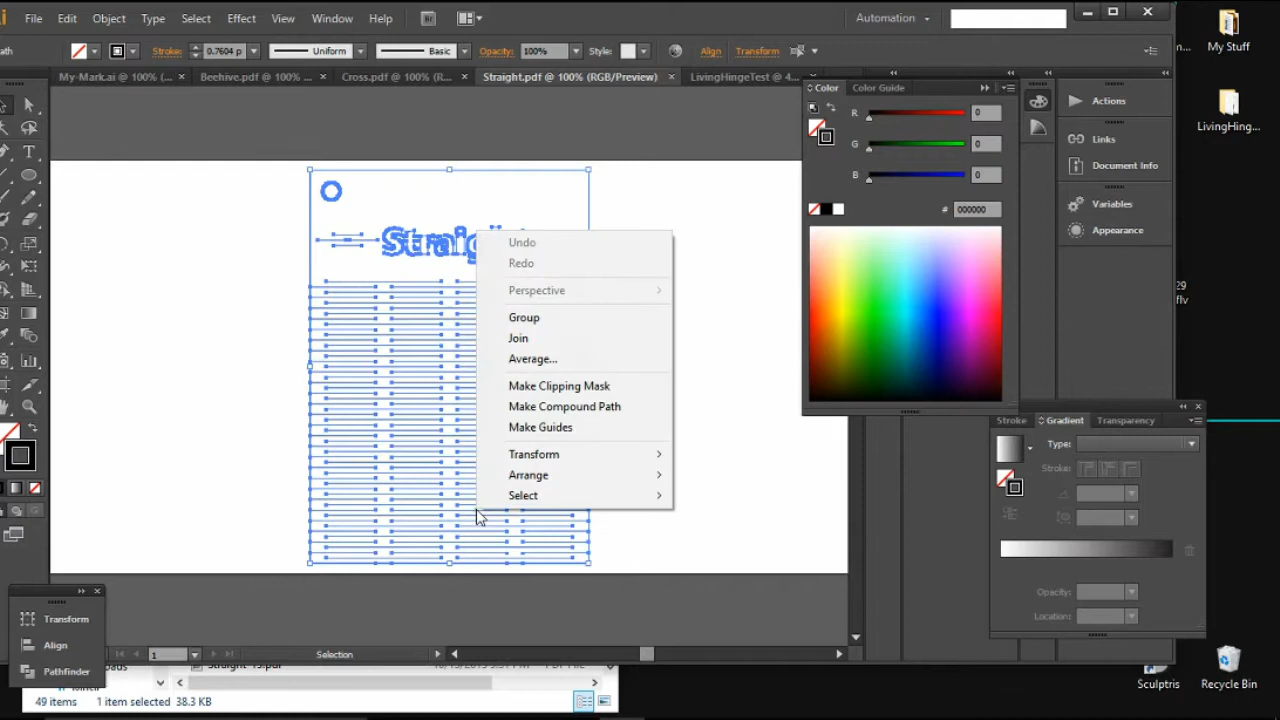 File Edit Object Type Select Effect View Window Help Br Automation
ath Stroke: 0.7604 p Uniform Basic Opacity: 100% Style: Align Transform
My-Mark.ai @ 100% ( ... Beehive.pdf @ 100% ... Cross.pdf @ 100% (R... Straight.pdf @ 100% (RGB/Preview) LivingHingeTest @ 4...
My Stuff
LivingHing...
Color Color Guide
R 0
G 0
B 0
# 000000
Actions
Links
Document Info
Variables
Appearance
Undo
Redo
Perspective
Group
Join
Average...
Make Clipping Mask
Make Compound Path
Make Guides
Transform
Arrange
Select
29
flv
Stroke Gradient Transparency
Type:
Stroke:
Opacity:
Location:
Transform
Align
Pathfinder
1 Selection
49 items 1 item selected 38.3 KB
Sculptris Recycle Bin